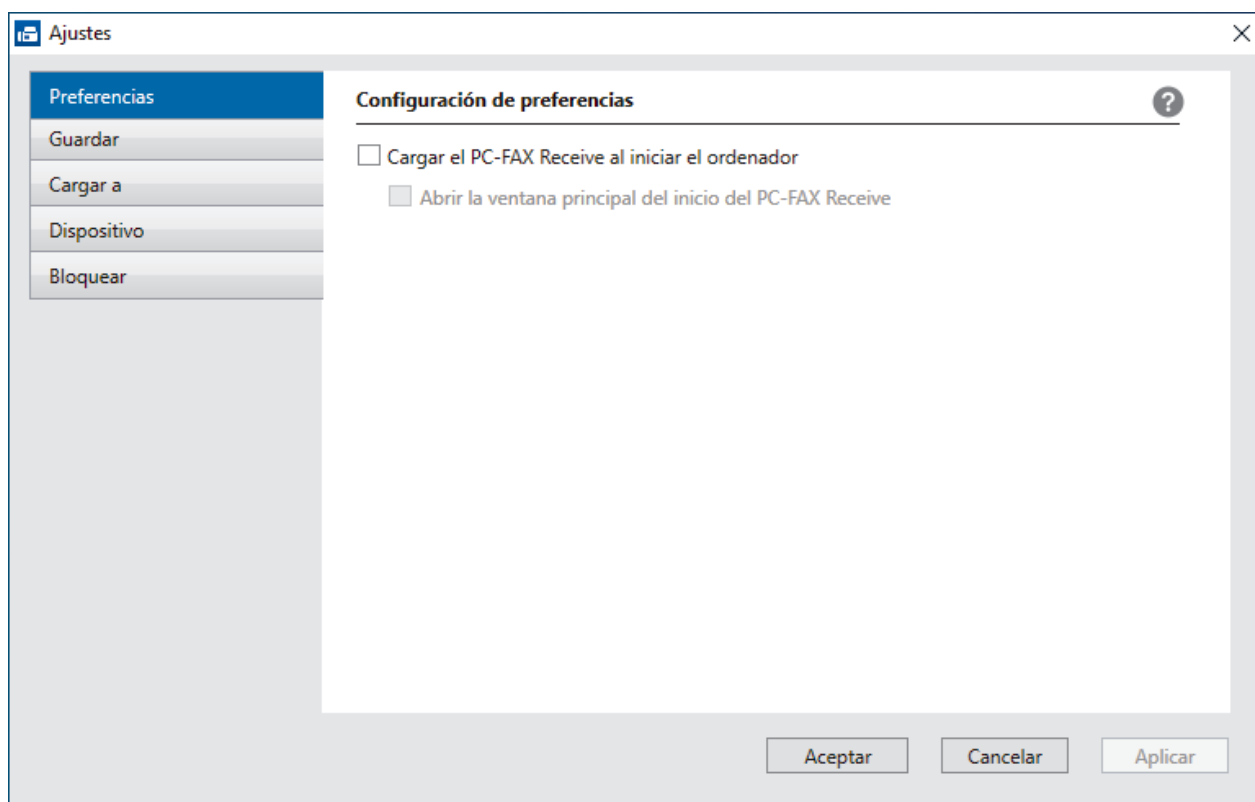 Ajustes
Preferencias
Guardar
Cargar a
Dispositivo
Bloquear
Configuración de preferencias
?
Cargar el PC-FAX Receive al iniciar el ordenador
Abrir la ventana principal del inicio del PC-FAX Receive
Aceptar
Cancelar
Aplicar